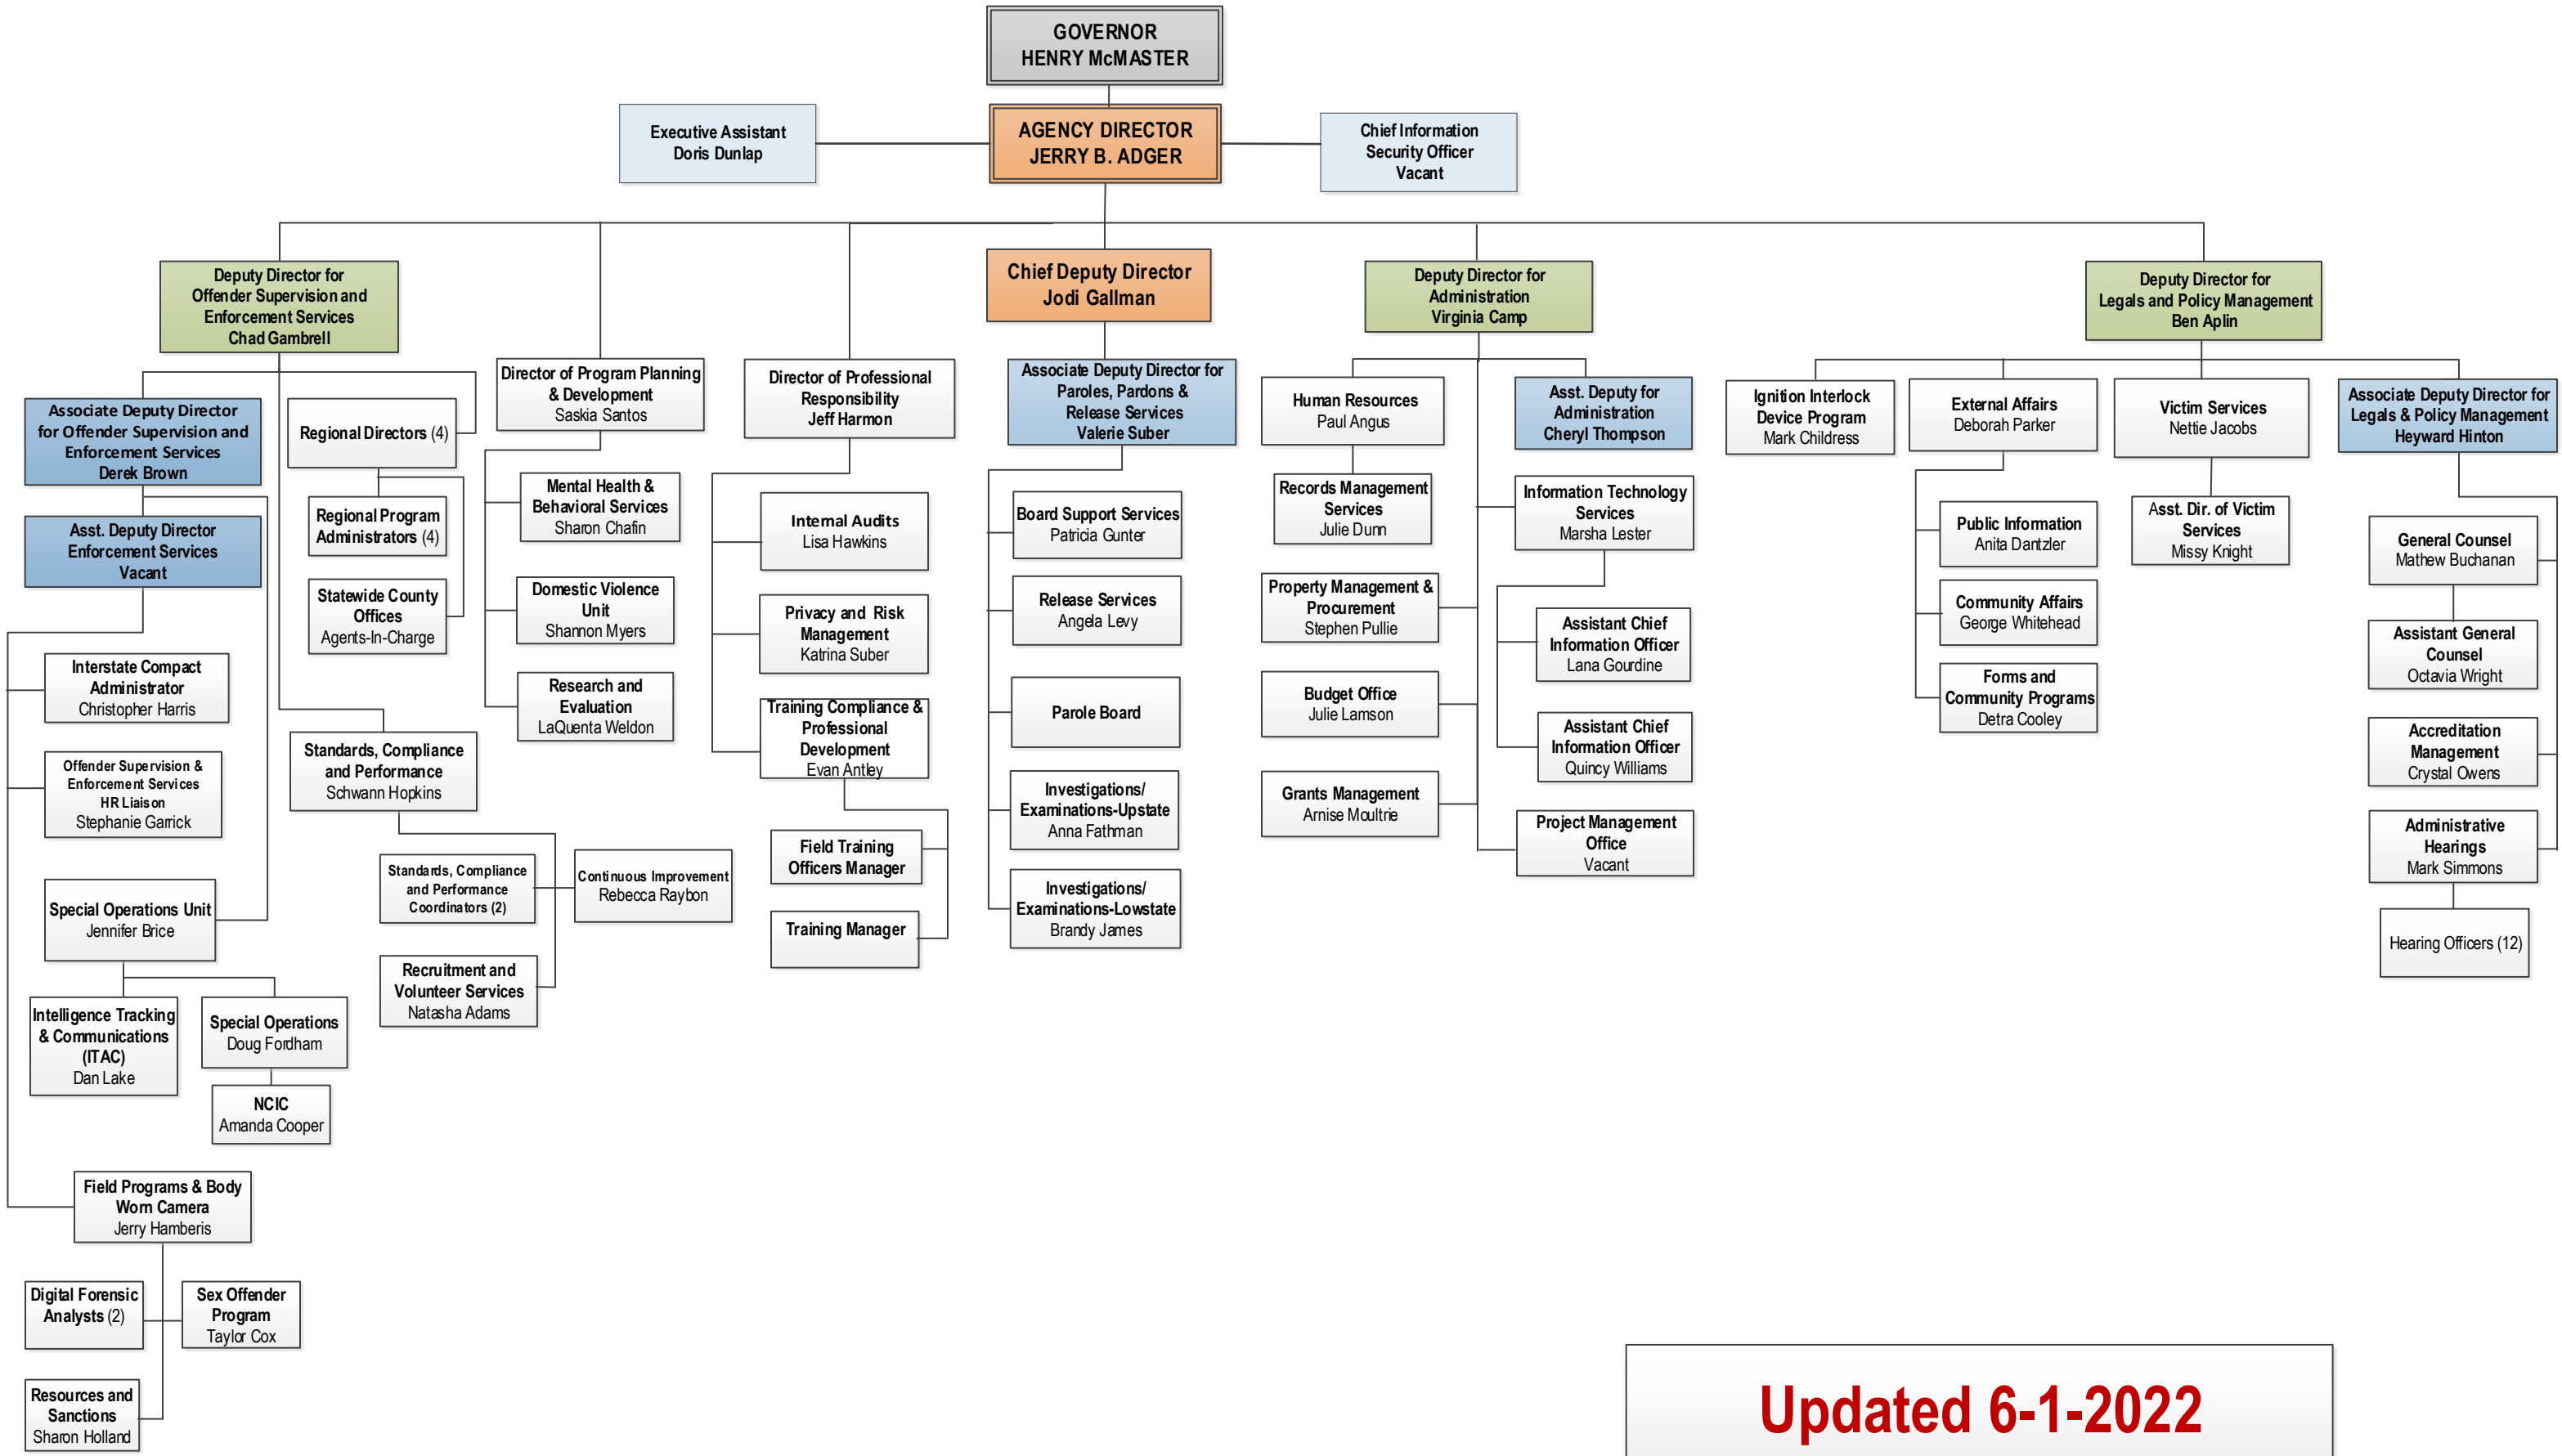 GOVERNOR
HENRY McMASTER
Executive Assistant
Doris Dunlap
AGENCY DIRECTOR
JERRY B. ADGER
Chief Information
Security Officer
Vacant
Deputy Director for
Offender Supervision and
Enforcement Services
Chad Gambrell
Chief Deputy Director
Jodi Gallman
Deputy Director for
Administration
Virginia Camp
Deputy Director for
Legals and Policy Management
Ben Aplin
Associate Deputy Director
for Offender Supervision and
Enforcement Services
Derek Brown
Asst. Deputy Director
Enforcement Services
Vacant
Interstate Compact
Administrator
Christopher Harris
Offender Supervision &
Enforcement Services
HR Liaison
Stephanie Garrick
Special Operations Unit
Jennifer Brice
Intelligence Tracking
& Communications
(ITAC)
Dan Lake
Special Operations
Doug Fordham
NCIC
Amanda Cooper
Field Programs & Body
Worn Camera
Jerry Hamberis
Digital Forensic
Analysts (2)
Sex Offender
Program
Taylor Cox
Resources and
Sanctions
Sharon Holland
Regional Directors (4)
Regional Program
Administrators (4)
Statewide County
Offices
Agents-In-Charge
Standards, Compliance
and Performance
Schwann Hopkins
Standards, Compliance
and Performance
Coordinators (2)
Continuous Improvement
Rebecca Raybon
Recruitment and
Volunteer Services
Natasha Adams
Director of Program Planning
& Development
Saskia Santos
Mental Health &
Behavioral Services
Sharon Chafin
Domestic Violence
Unit
Shannon Myers
Research and
Evaluation
LaQuenta Weldon
Director of Professional
Responsibility
Jeff Harmon
Internal Audits
Lisa Hawkins
Privacy and Risk
Management
Katrina Suber
Training Compliance &
Professional
Development
Evan Antley
Field Training
Officers Manager
Training Manager
Associate Deputy Director for
Paroles, Pardons &
Release Services
Valerie Suber
Board Support Services
Patricia Gunter
Release Services
Angela Levy
Parole Board
Investigations/
Examinations-Upstate
Anna Fathman
Investigations/
Examinations-Lowstate
Brandy James
Human Resources
Paul Angus
Records Management
Services
Julie Dunn
Property Management &
Procurement
Stephen Pullie
Budget Office
Julie Lamson
Grants Management
Arnise Moultrie
Asst. Deputy for
Administration
Cheryl Thompson
Information Technology
Services
Marsha Lester
Assistant Chief
Information Officer
Lana Gourdine
Assistant Chief
Information Officer
Quincy Williams
Project Management
Office
Vacant
Ignition Interlock
Device Program
Mark Childress
External Affairs
Deborah Parker
Public Information
Anita Dantzler
Community Affairs
George Whitehead
Forms and
Community Programs
Detra Cooley
Victim Services
Nettie Jacobs
Asst. Dir. of Victim
Services
Missy Knight
Associate Deputy Director for
Legals & Policy Management
Heyward Hinton
General Counsel
Mathew Buchanan
Assistant General
Counsel
Octavia Wright
Accreditation
Management
Crystal Owens
Administrative
Hearings
Mark Simmons
Hearing Officers (12)
Updated 6-1-2022